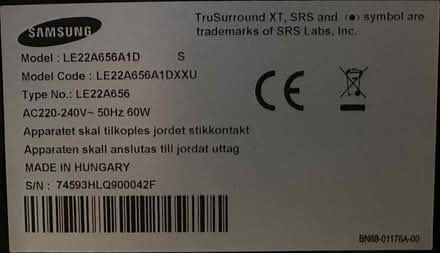 SAMSUNG
TruSurround XT, SRS and (●) symbol are
trademarks of SRS Labs, Inc.
Model : LE22A656A1D S
Model Code : LE22A656A1DXXU
Type No.: LE22A656
AC220-240V~ 50Hz 60W
Apparatet skal tilkoples jordet stikkontakt
Apparaten skall anslutas till jordat uttag
MADE IN HUNGARY
S/N : 74593HLQ900042F
CE
BN68-01176A-00